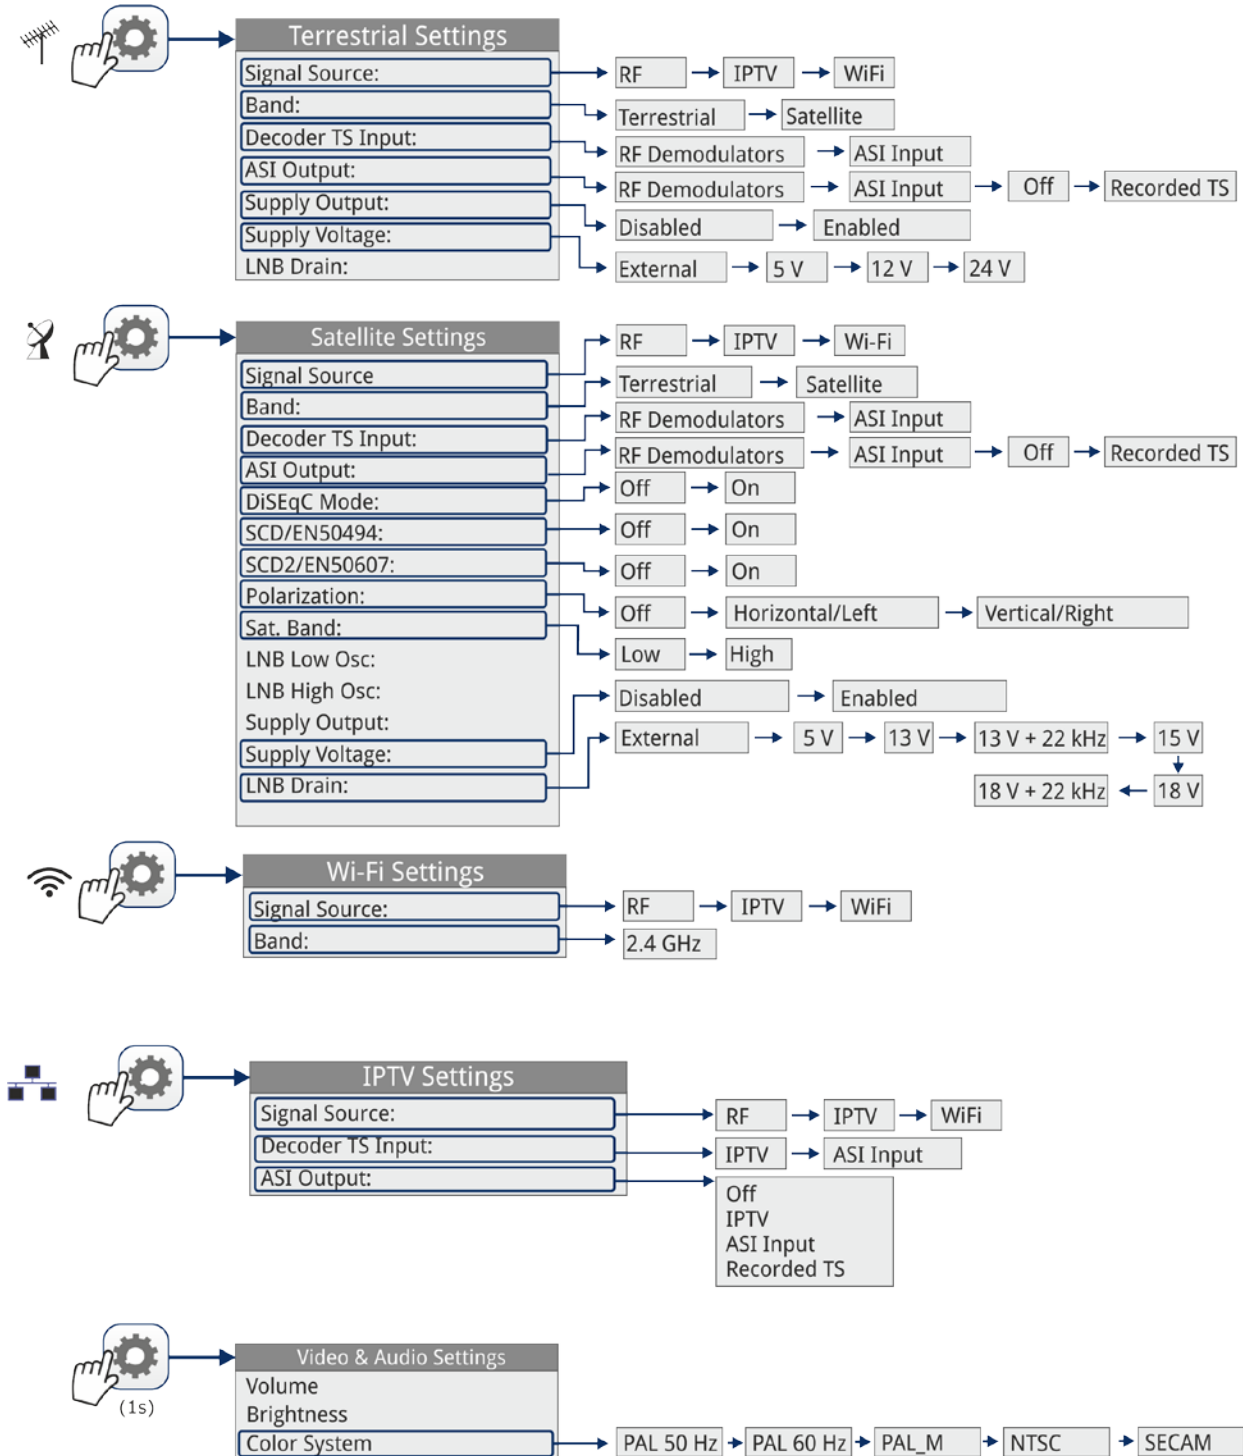 Terrestrial Settings
Signal Source: RF IPTV WiFi
Band: Terrestrial Satellite
Decoder TS Input: RF Demodulators ASI Input
ASI Output: RF Demodulators ASI Input Off Recorded TS
Supply Output: Disabled Enabled
Supply Voltage: External 5 V 12 V 24 V
LNB Drain:
Satellite Settings
Signal Source RF IPTV Wi-Fi
Band: Terrestrial Satellite
Decoder TS Input: RF Demodulators ASI Input
ASI Output: RF Demodulators ASI Input Off Recorded TS
DiSEqC Mode: Off On
SCD/EN50494: Off On
SCD2/EN50607: Off On
Polarization: Off Horizontal/Left Vertical/Right
Sat. Band: Low High
LNB Low Osc:
LNB High Osc:
Supply Output:
Supply Voltage: Disabled Enabled
LNB Drain: External 5 V 13 V 13 V + 22 kHz 15 V
18 V + 22 kHz 18 V
Wi-Fi Settings
Signal Source: RF IPTV WiFi
Band: 2.4 GHz
IPTV Settings
Signal Source: RF IPTV WiFi
Decoder TS Input: IPTV ASI Input
ASI Output: Off
IPTV
ASI Input
Recorded TS
(1s)
Video & Audio Settings
Volume
Brightness
Color System PAL 50 Hz PAL 60 Hz PAL_M NTSC SECAM